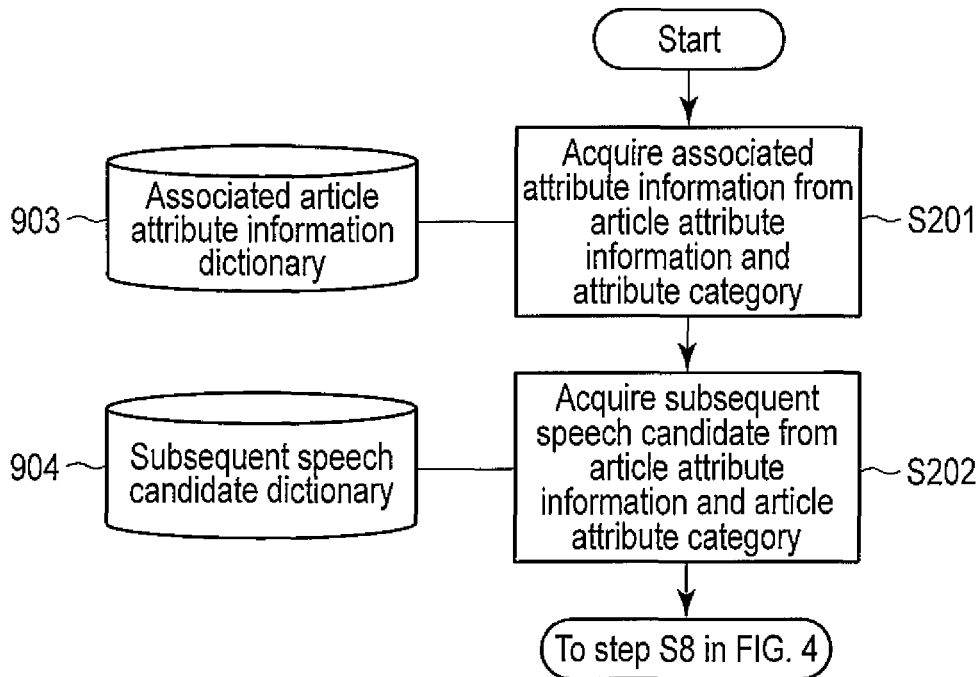 Start
Acquire associated
attribute information from
article attribute
information and
attribute category
S201
Associated article
attribute information
dictionary
903
Acquire subsequent
speech candidate from
article attribute
information and article
attribute category
S202
Subsequent speech
candidate dictionary
904
To step S8 in FIG. 4